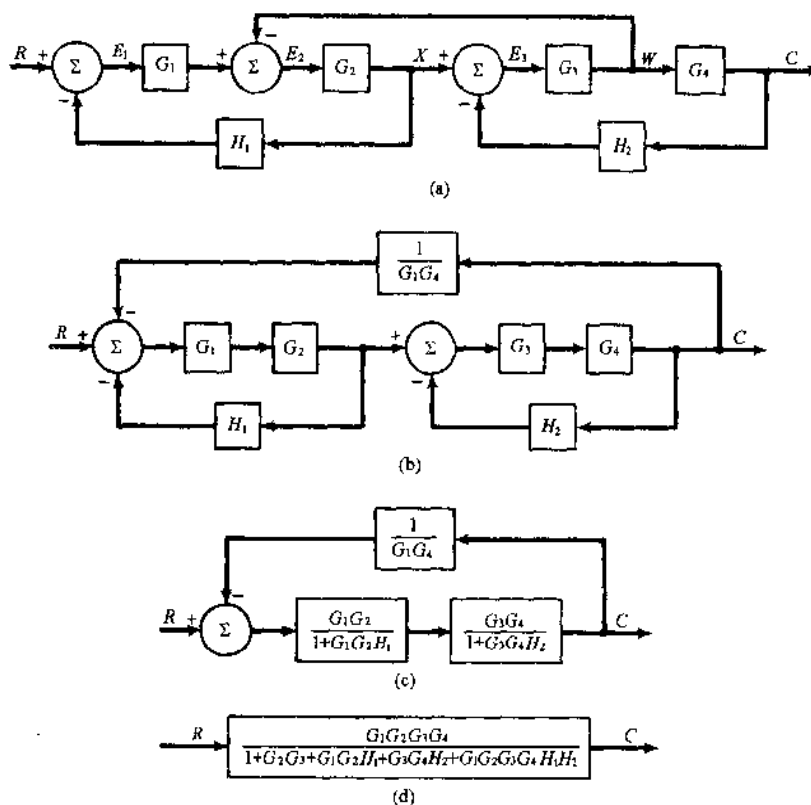 R + Σ E₁ G₁ + − Σ E₂ G₂ X + Σ E₃ G₃ W G₄ C
− H₁ − H₂
(a)
1/(G₁G₄)
−
R + Σ G₁ G₂ + Σ G₃ G₄ C
− H₁ − H₂
(b)
1/(G₁G₄)
−
R + Σ G₁G₂/(1+G₁G₂H₁) G₃G₄/(1+G₃G₄H₂) C
(c)
R G₁G₂G₃G₄/(1+G₂G₃+G₁G₂H₁+G₃G₄H₂+G₁G₂G₃G₄H₁H₂) C
(d)